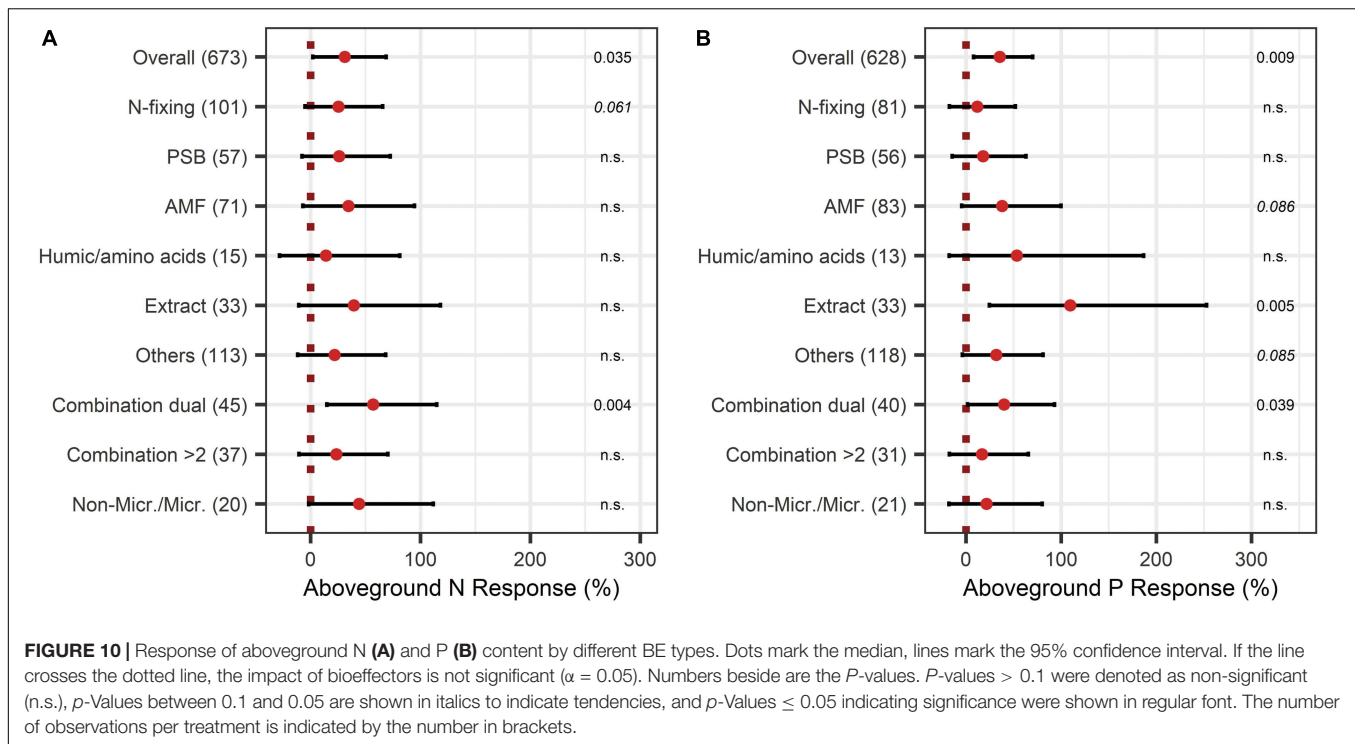 A
Overall (673)
0.035
N-fixing (101)
0.061
PSB (57)
n.s.
AMF (71)
n.s.
Humic/amino acids (15)
n.s.
Extract (33)
n.s.
Others (113)
n.s.
Combination dual (45)
0.004
Combination >2 (37)
n.s.
Non-Micr./Micr. (20)
n.s.
0 100 200 300
Aboveground N Response (%)
B
Overall (628)
0.009
N-fixing (81)
n.s.
PSB (56)
n.s.
AMF (83)
0.086
Humic/amino acids (13)
n.s.
Extract (33)
0.005
Others (118)
0.085
Combination dual (40)
0.039
Combination >2 (31)
n.s.
Non-Micr./Micr. (21)
n.s.
0 100 200 300
Aboveground P Response (%)
FIGURE 10 | Response of aboveground N (A) and P (B) content by different BE types. Dots mark the median, lines mark the 95% confidence interval. If the line
crosses the dotted line, the impact of bioeffectors is not significant (α = 0.05). Numbers beside are the P-values. P-values > 0.1 were denoted as non-significant
(n.s.), p-Values between 0.1 and 0.05 are shown in italics to indicate tendencies, and p-Values ≤ 0.05 indicating significance were shown in regular font. The number
of observations per treatment is indicated by the number in brackets.